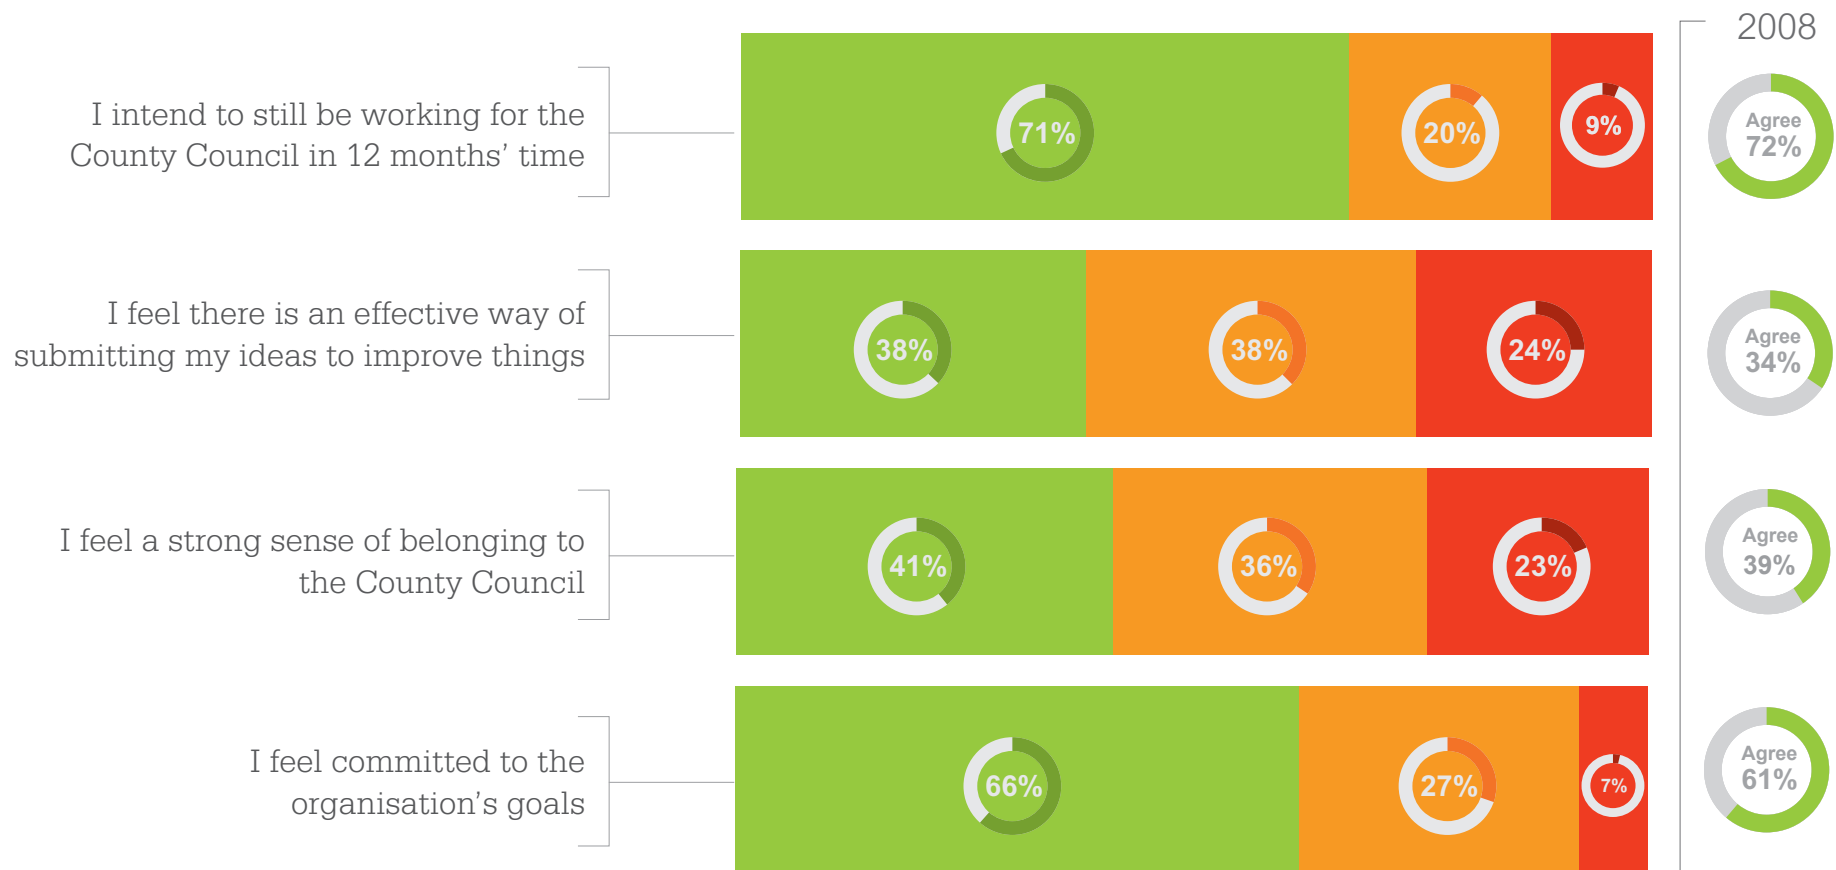 2008
I intend to still be working for the
County Council in 12 months’ time
71%
20%
9%
Agree
72%
I feel there is an effective way of
submitting my ideas to improve things
38%
38%
24%
Agree
34%
I feel a strong sense of belonging to
the County Council
41%
36%
23%
Agree
39%
I feel committed to the
organisation’s goals
66%
27%
7%
Agree
61%